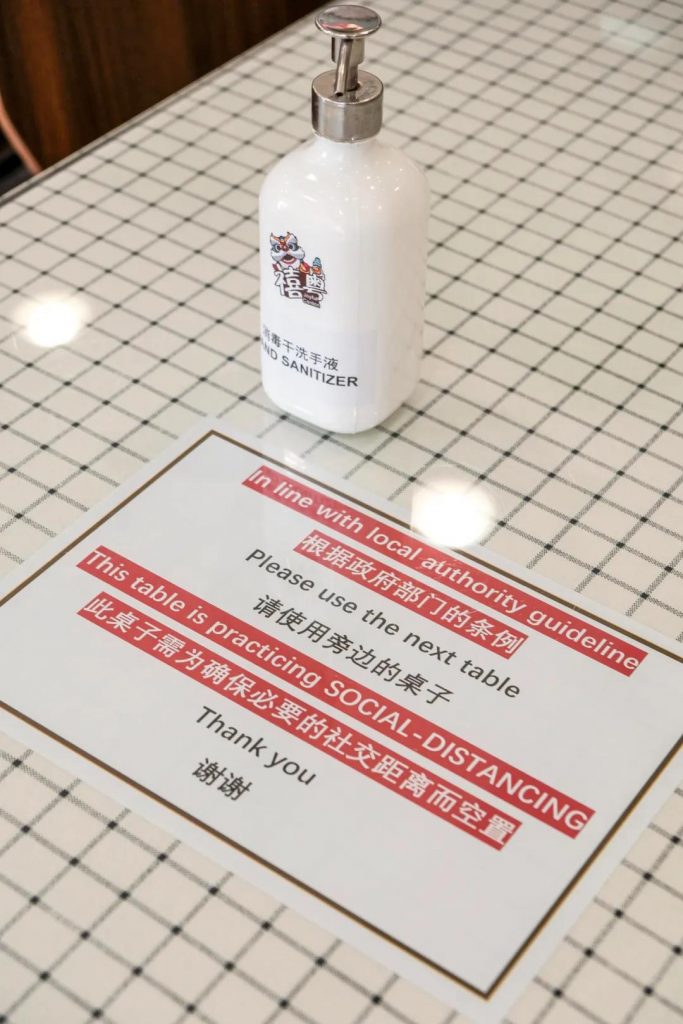 禧粤
消毒干洗手液
HAND SANITIZER
In line with local authority guideline
根据政府部门的条例
Please use the next table
请使用旁边的桌子
This table is practicing SOCIAL-DISTANCING
此桌子需为确保必要的社交距离而空置
Thank you
谢谢